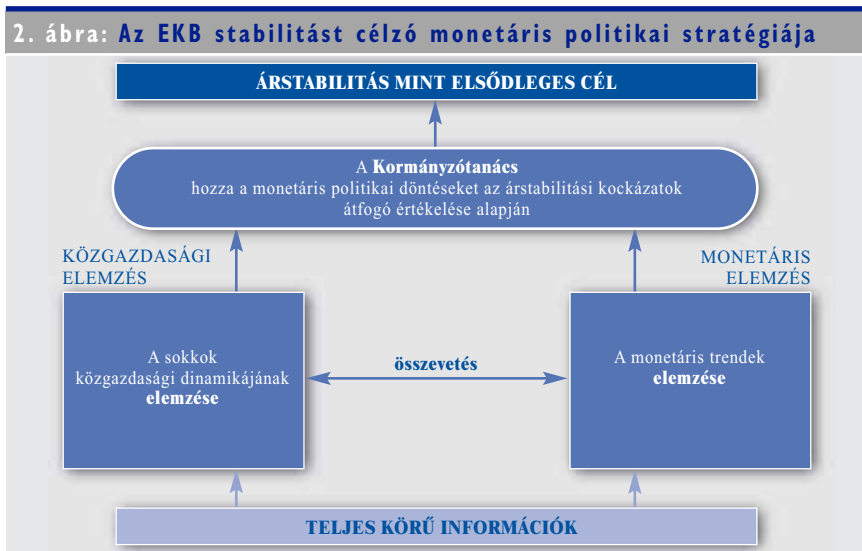 2. ábra: Az EKB stabilitást célzó monetáris politikai stratégiája
ÁRSTABILITÁS MINT ELSŐDLEGES CÉL
A Kormányzótanács
hozza a monetáris politikai döntéseket az árstabilitási kockázatok
átfogó értékelése alapján
KÖZGAZDASÁGI
ELEMZÉS
MONETÁRIS
ELEMZÉS
A sokkok
közgazdasági dinamikájának
elemzése
összevetés
A monetáris trendek
elemzése
TELJES KÖRŰ INFORMÁCIÓK